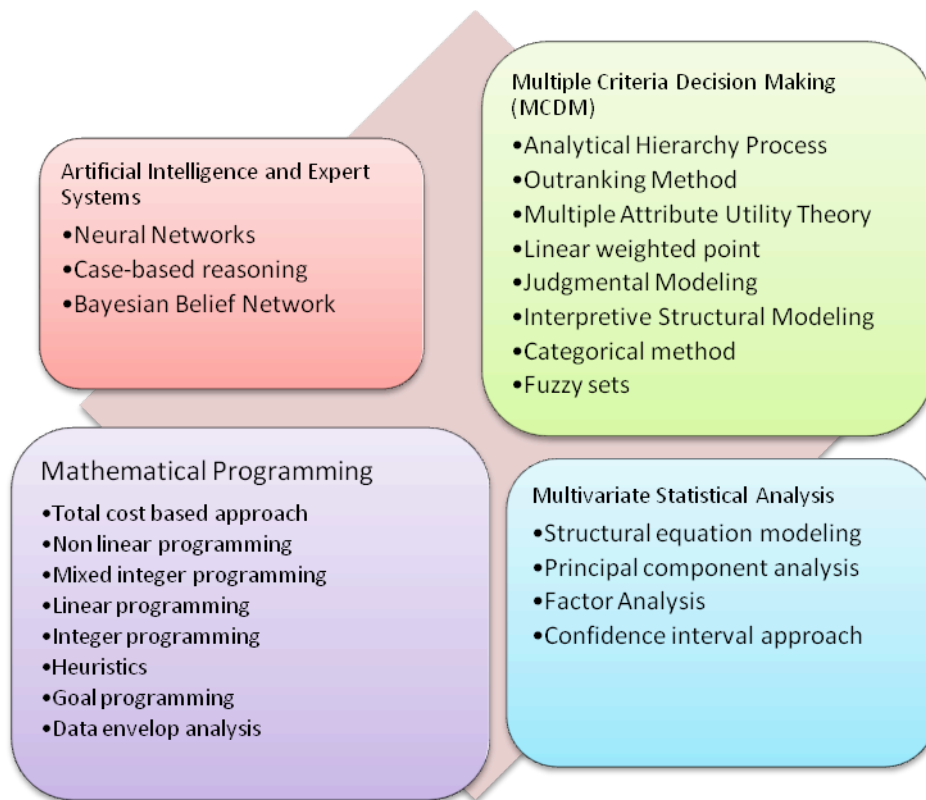 Artificial Intelligence and Expert
Systems
•Neural Networks
•Case-based reasoning
•Bayesian Belief Network
Multiple Criteria Decision Making
(MCDM)
•Analytical Hierarchy Process
•Outranking Method
•Multiple Attribute Utility Theory
•Linear weighted point
•Judgmental Modeling
•Interpretive Structural Modeling
•Categorical method
•Fuzzy sets
Mathematical Programming
•Total cost based approach
•Non linear programming
•Mixed integer programming
•Linear programming
•Integer programming
•Heuristics
•Goal programming
•Data envelop analysis
Multivariate Statistical Analysis
•Structural equation modeling
•Principal component analysis
•Factor Analysis
•Confidence interval approach